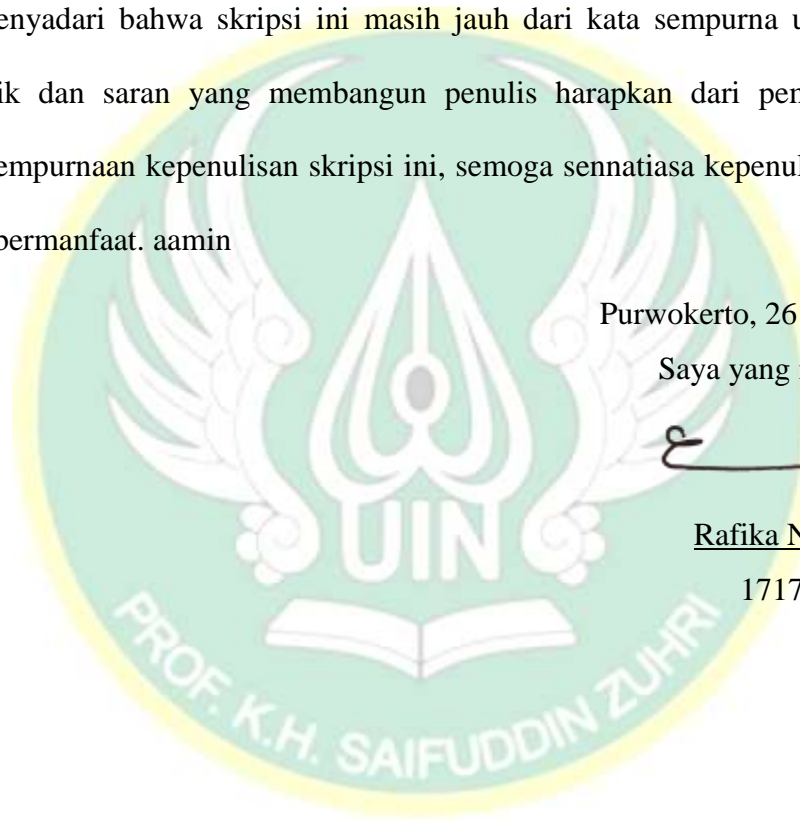 enyadari bahwa skripsi ini masih jauh dari kata sempurna u
ik dan saran yang membangun penulis harapkan dari pem
empurnaan kepenulisan skripsi ini, semoga sennatiasa kepenul
bermanfaat. aamin
Purwokerto, 26
Saya yang
Rafika N
1717
UIN
PROF. K.H. SAIFUDDIN ZUHRI